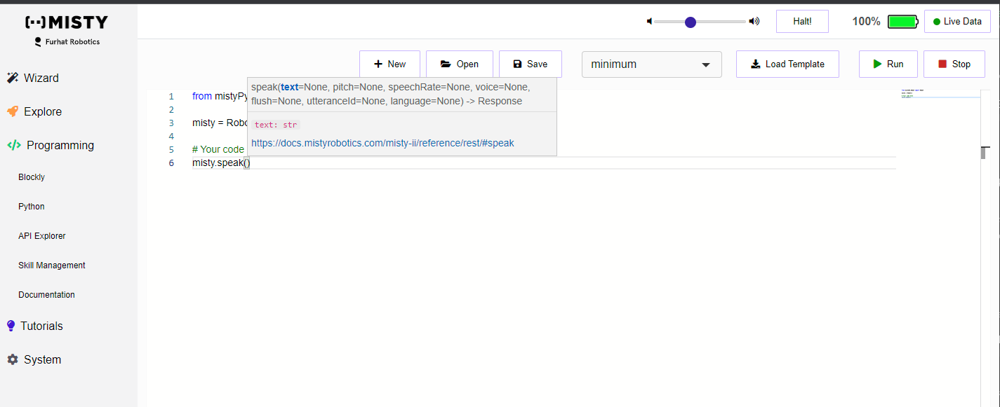 MISTY
Furhat Robotics
Halt!
100%
Live Data
Wizard
Explore
Programming
Blockly
Python
API Explorer
Skill Management
Documentation
Tutorials
System
New
Open
Save
minimum
Load Template
Run
Stop
1 from mistyPy
2
3 misty = Robo
4
5 # Your code
6 misty.speak()
speak(text=None, pitch=None, speechRate=None, voice=None,
flush=None, utteranceId=None, language=None) -> Response
text: str
https://docs.mistyrobotics.com/misty-ii/reference/rest/#speak